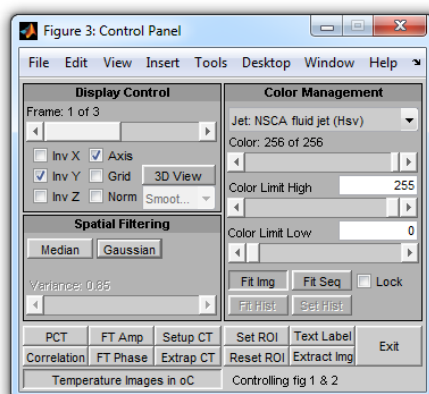 Figure 3: Control Panel
File Edit View Insert Tools Desktop Window Help
Display Control
Frame: 1 of 3
Inv X Axis
Inv Y Grid 3D View
Inv Z Norm Smoot...
Spatial Filtering
Median Gaussian
Variance: 0.85
Color Management
Jet: NSCA fluid jet (Hsv)
Color: 256 of 256
Color Limit High 255
Color Limit Low 0
Fit Img Fit Seq Lock
Fit Hist Set Hist
PCT FT Amp Setup CT Set ROI Text Label Exit
Correlation FT Phase Extrap CT Reset ROI Extract Img
Temperature Images in oC Controlling fig 1 & 2